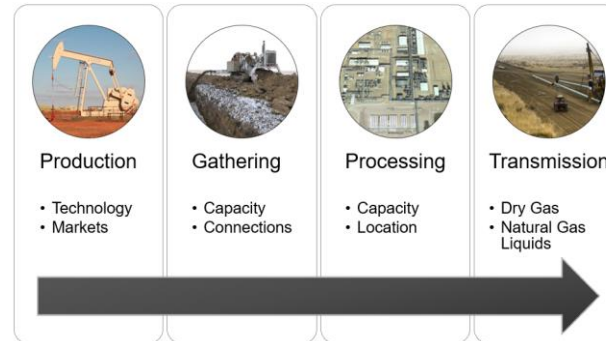 Production
• Technology
• Markets
Gathering
• Capacity
• Connections
Processing
• Capacity
• Location
Transmission
• Dry Gas
• Natural Gas
Liquids